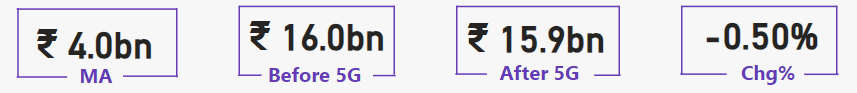 ₹ 4.0bn
MA
₹ 16.0bn
Before 5G
₹ 15.9bn
After 5G
-0.50%
Chg%